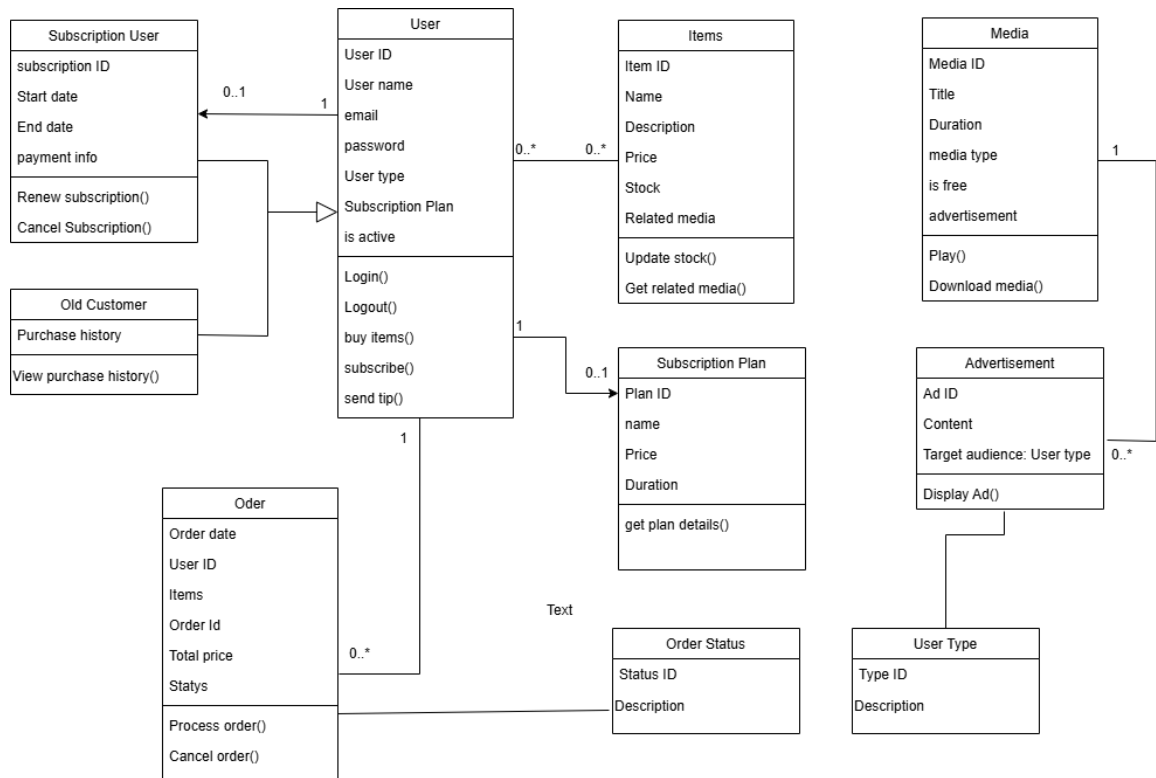 Subscription User
subscription ID
Start date
End date
payment info
Renew subscription()
Cancel Subscription()
User
User ID
User name
email
password
User type
Subscription Plan
is active
Login()
Logout()
buy items()
subscribe()
send tip()
Items
Item ID
Name
Description
Price
Stock
Related media
Update stock()
Get related media()
Media
Media ID
Title
Duration
media type
is free
advertisement
Play()
Download media()
0..1
1
0..*
0..*
1
Old Customer
Purchase history
View purchase history()
1
0..1
Subscription Plan
Plan ID
name
Price
Duration
get plan details()
Advertisement
Ad ID
Content
Target audience: User type
Display Ad()
0..*
1
Oder
Order date
User ID
Items
Order Id
Total price
Statys
Process order()
Cancel order()
0..*
Text
Order Status
Status ID
Description
User Type
Type ID
Description